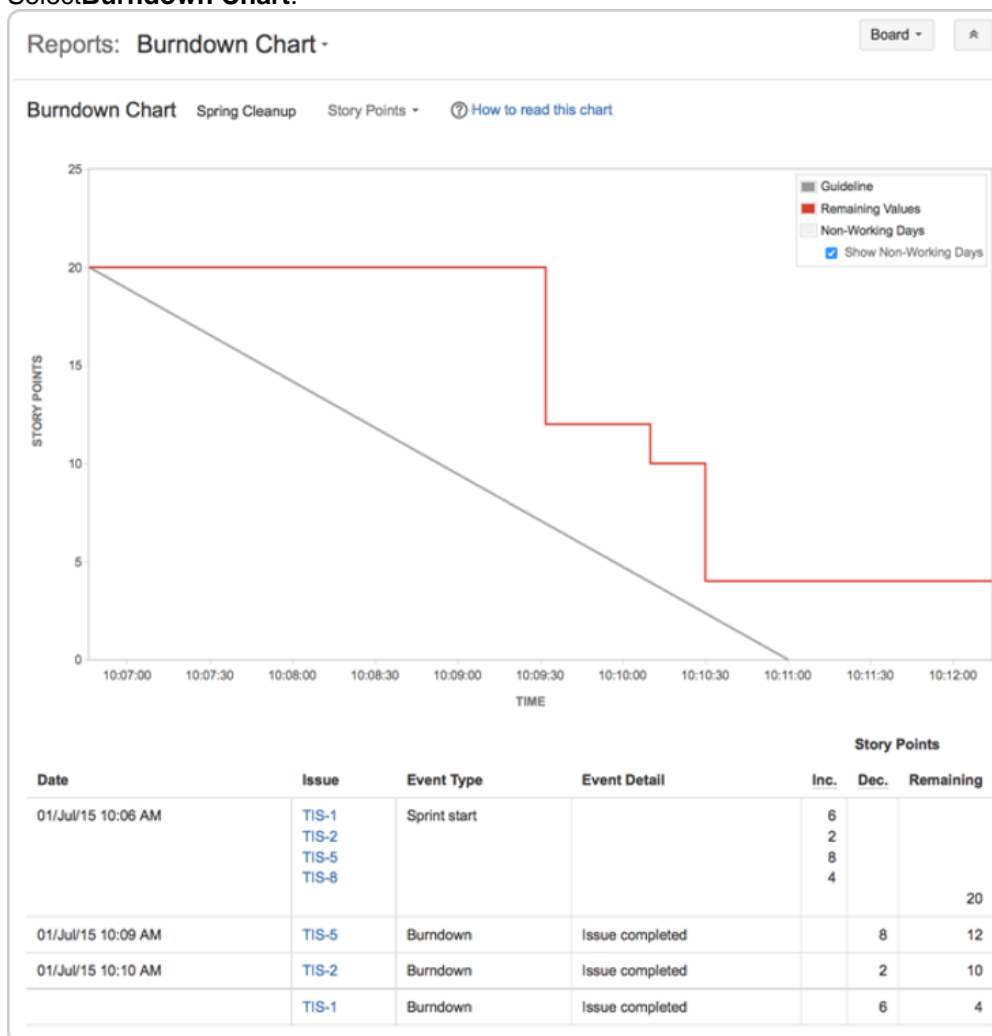 Select Burndown Chart.
Reports: Burndown Chart
Board
Burndown Chart Spring Cleanup Story Points ? How to read this chart
25
20
15
10
5
0
STORY POINTS
Guideline
Remaining Values
Non-Working Days
Show Non-Working Days
10:07:00 10:07:30 10:08:00 10:08:30 10:09:00 10:09:30 10:10:00 10:10:30 10:11:00 10:11:30 10:12:00
TIME
Story Points
Date Issue Event Type Event Detail Inc. Dec. Remaining
01/Jul/15 10:06 AM TIS-1 Sprint start 6
TIS-2 2
TIS-5 8
TIS-8 4
20
01/Jul/15 10:09 AM TIS-5 Burndown Issue completed 8 12
01/Jul/15 10:10 AM TIS-2 Burndown Issue completed 2 10
TIS-1 Burndown Issue completed 6 4